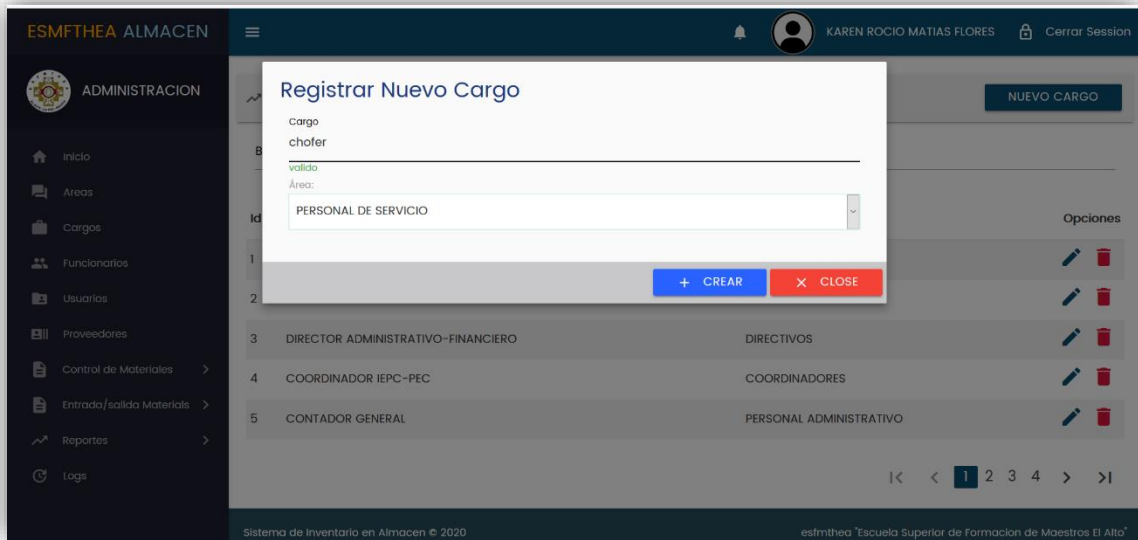 ESMFTHEA ALMACEN
KAREN ROCIO MATIAS FLORES
Cerrar Session
ADMINISTRACION
Inicio
Areas
Cargos
Funcionarios
Usuarios
Proveedores
Control de Materiales
Entrada/salida Materials
Reportes
Logs
NUEVO CARGO
Registrar Nuevo Cargo
Cargo
chofer
valido
Área:
PERSONAL DE SERVICIO
+ CREAR
× CLOSE
B
Id Opciones
1
2
3 DIRECTOR ADMINISTRATIVO-FINANCIERO DIRECTIVOS
4 COORDINADOR IEPC-PEC COORDINADORES
5 CONTADOR GENERAL PERSONAL ADMINISTRATIVO
1 2 3 4
Sistema de Inventario en Almacen © 2020
esfmthea "Escuela Superior de Formacion de Maestros El Alto"